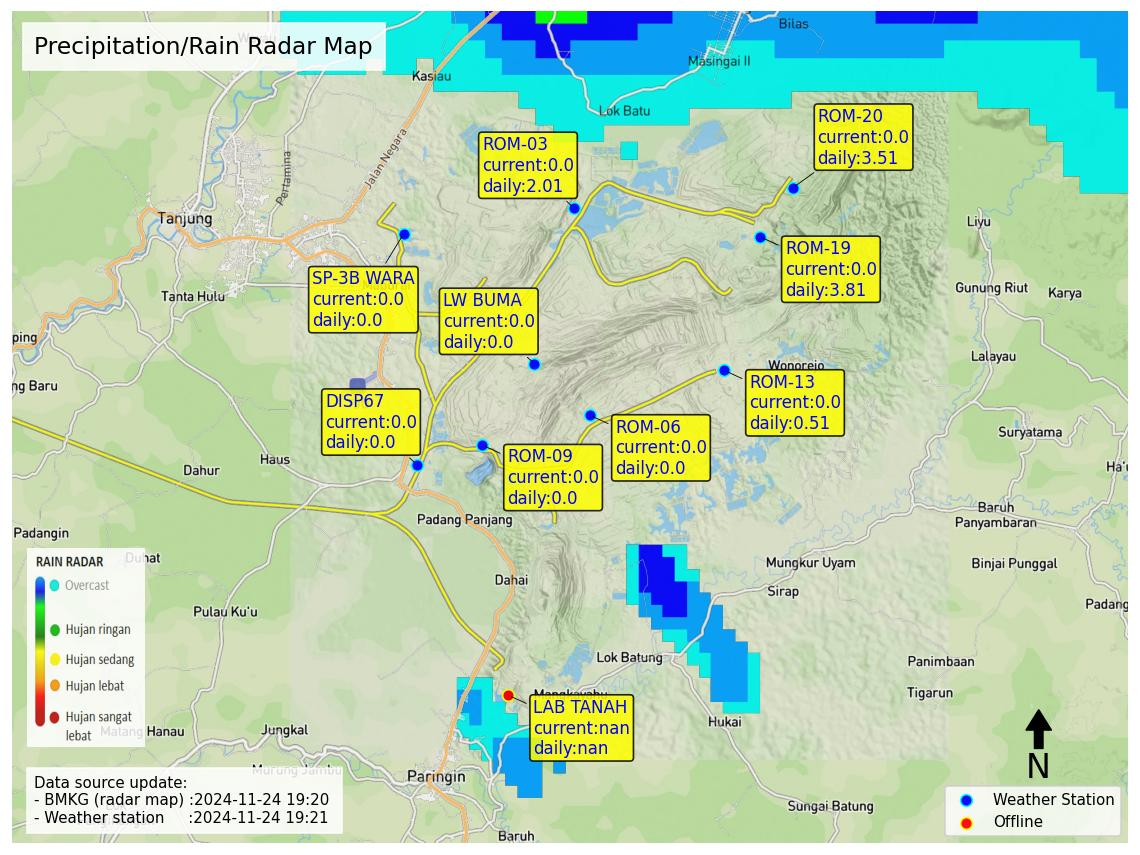 Precipitation/Rain Radar Map
Bilas
Masingai II
Kasiau
Lok Batu
Jalan Negara
Pertamina
ROM-20
current:0.0
daily:3.51
ROM-03
current:0.0
daily:2.01
Tanjung
Liyu
ROM-19
current:0.0
daily:3.81
SP-3B WARA
current:0.0
daily:0.0
LW BUMA
current:0.0
daily:0.0
Tanta Hulu
Gunung Riut
Karya
ping
Lalayau
Wonorejo
ng Baru
ROM-13
current:0.0
daily:0.51
DISP67
current:0.0
daily:0.0
ROM-06
current:0.0
daily:0.0
Suryatama
ROM-09
current:0.0
daily:0.0
Haus
Dahur
Ha'u
Baruh
Panyambaran
Padang Panjang
Padangin
Duhat
Mungkur Uyam
Binjai Punggal
Dahai
Sirap
Padang
Pulau Ku'u
RAIN RADAR
Overcast
Hujan ringan
Hujan sedang
Hujan lebat
Hujan sangat
lebat
Lok Batung
Panimbaan
Tigarun
Mangkayahu
LAB TANAH
current:nan
daily:nan
Hukai
Matang Hanau
Jungkal
Murung Jambu
Paringin
Sungai Batung
Baruh
Data source update:
- BMKG (radar map) :2024-11-24 19:20
- Weather station :2024-11-24 19:21
N
Weather Station
Offline